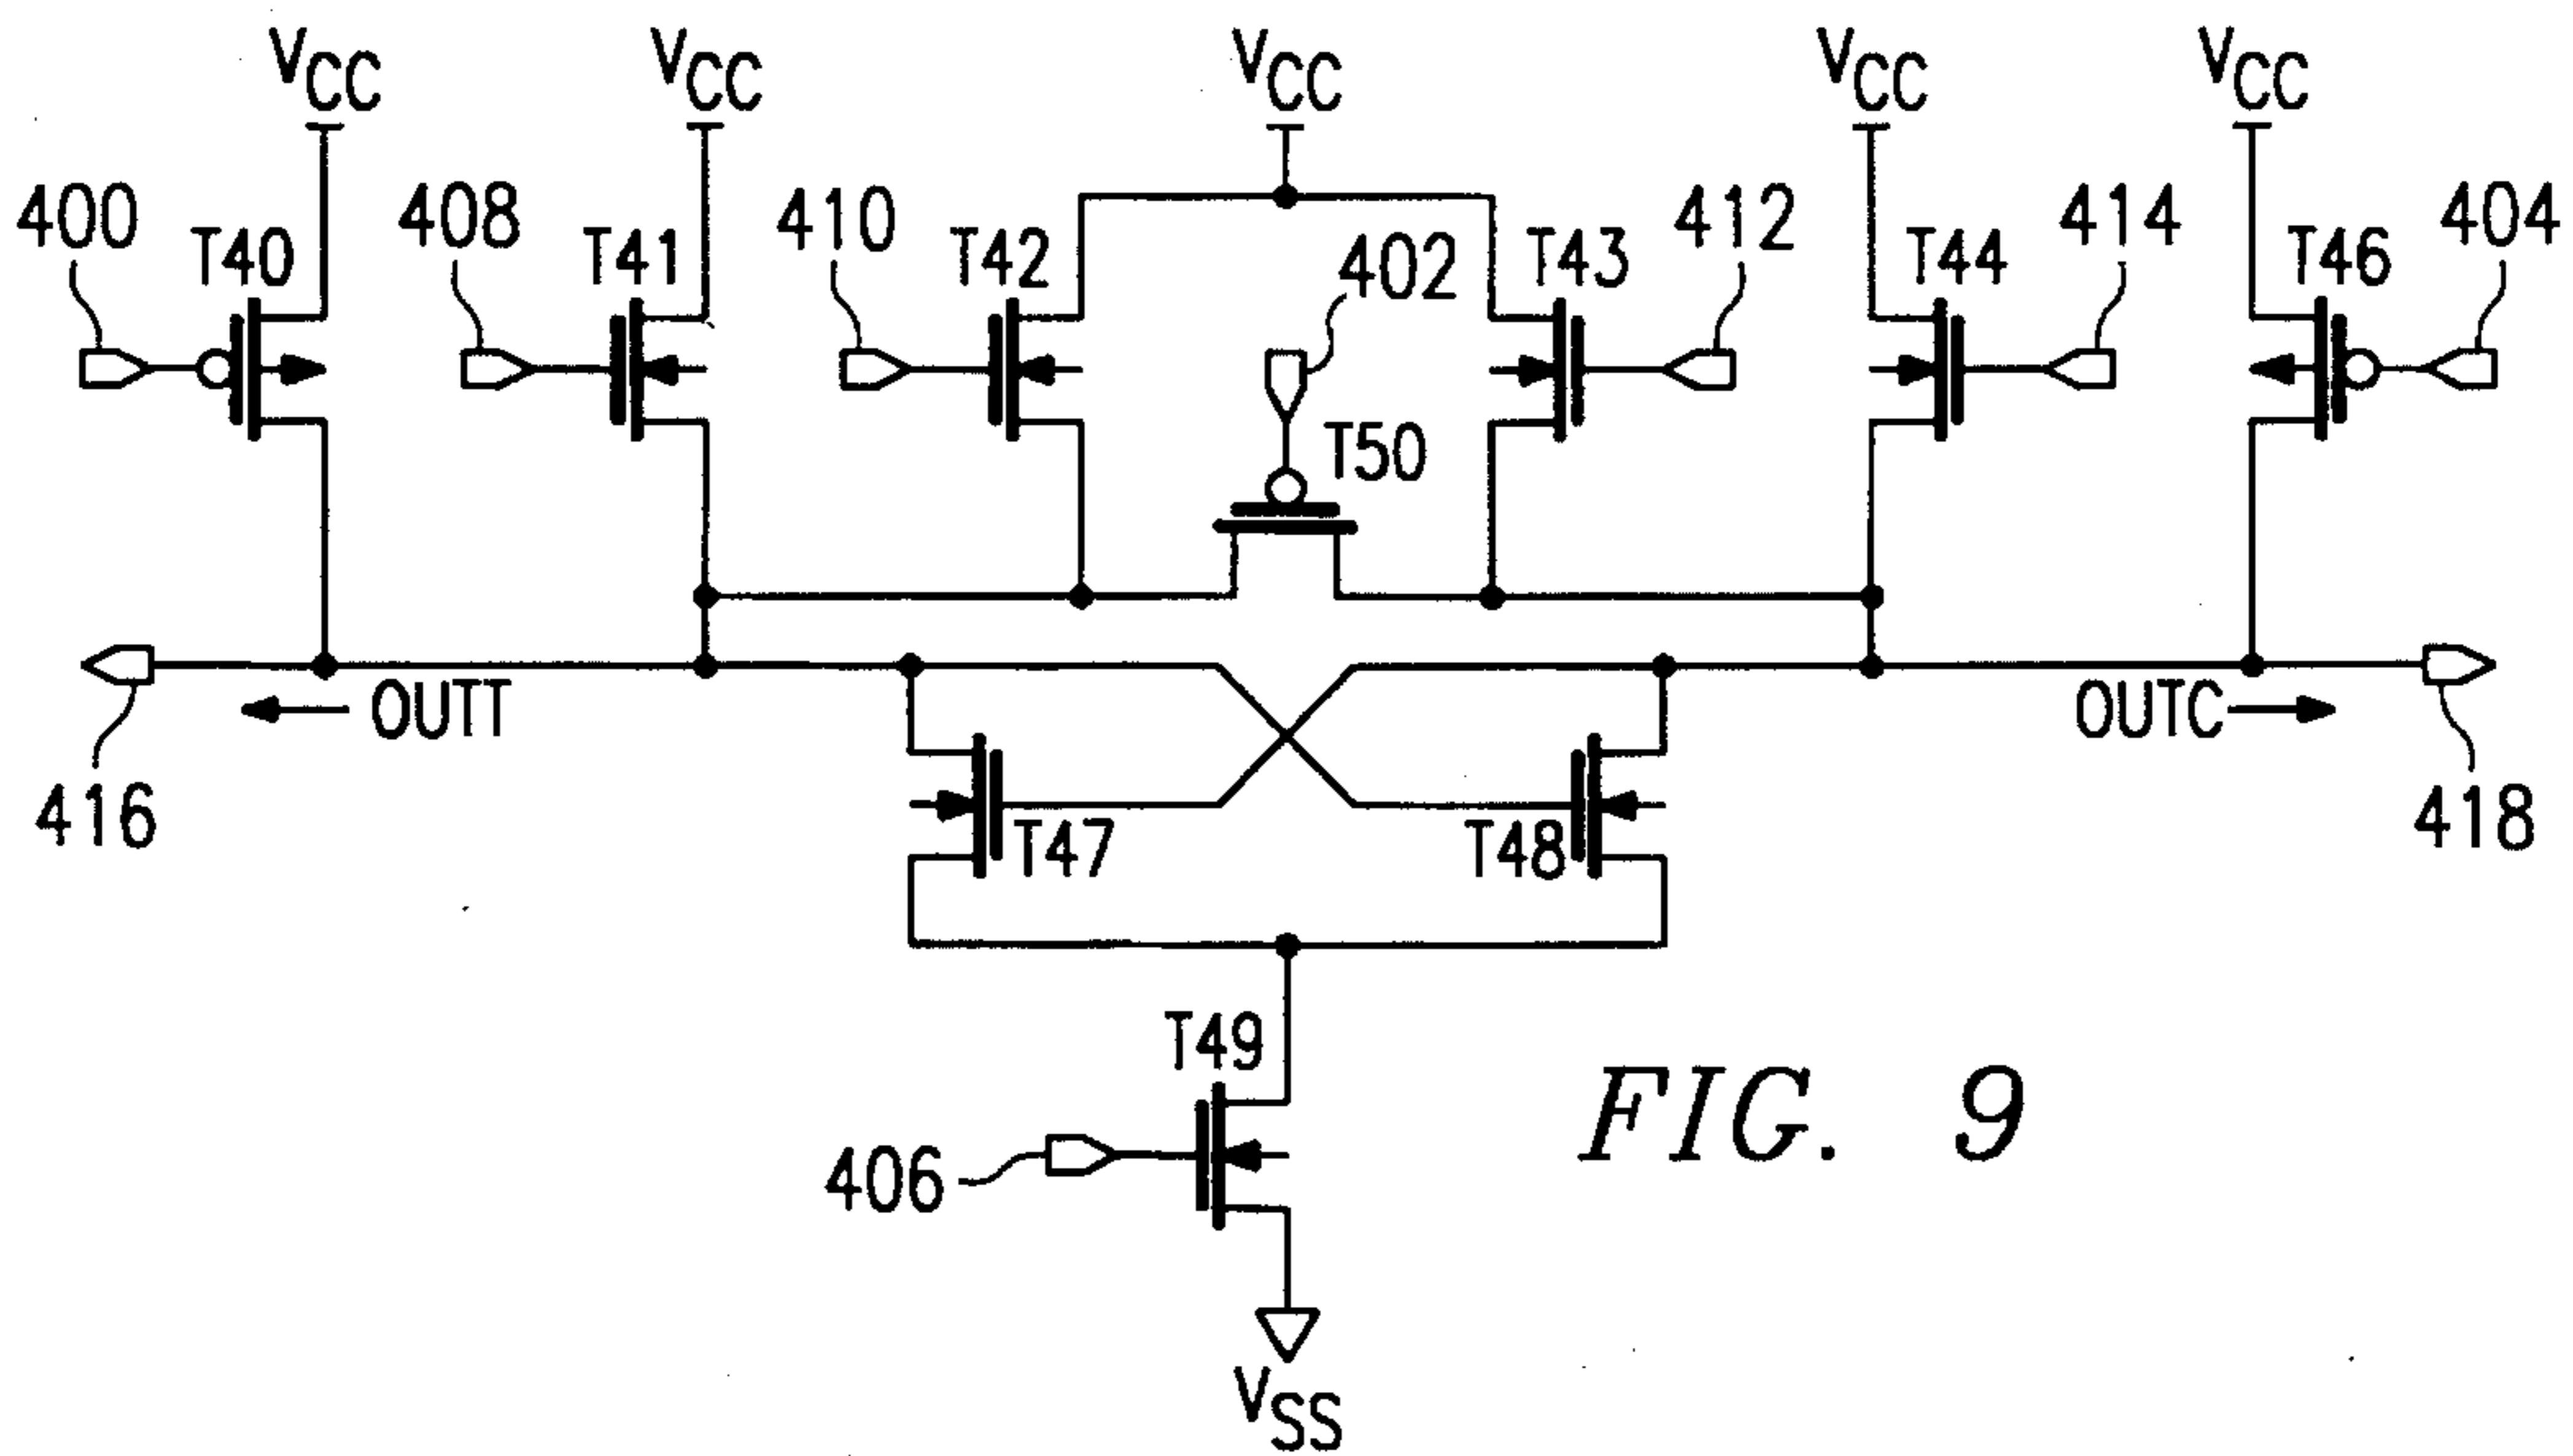 VCC VCC VCC VCC VCC
400 T40 408 T41 410 T42 402 T43 412 T44 414 T46 404
T50
OUTT OUTC
416 T47 T48 418
T49
406
FIG. 9
VSS